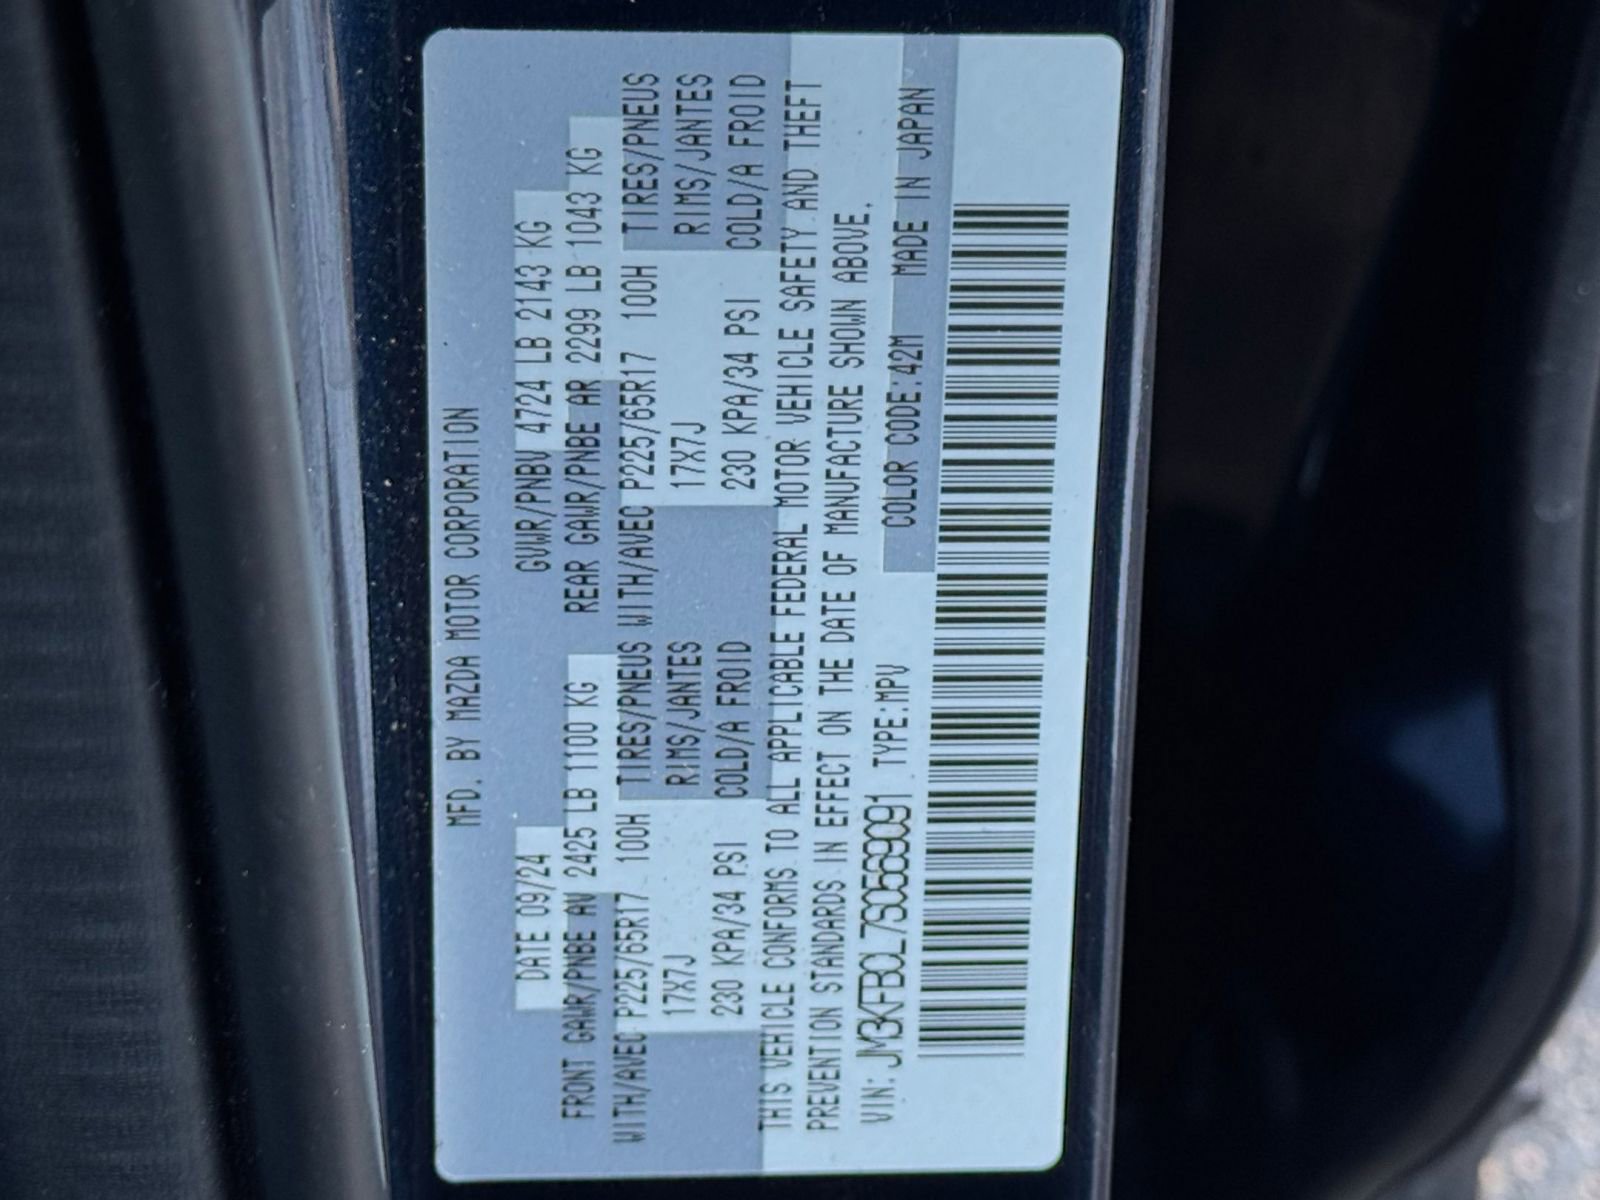 MFD. BY MAZDA MOTOR CORPORATION
DATE 09/24 GVWR/PNBV 4724 LB 2143 KG
FRONT GAWR/PNBE AV 2425 LB 1100 KG REAR GAWR/PNBE AR 2299 LB 1043 KG
WITH/AVEC P225/65R17 100H TIRES/PNEUS WITH/AVEC P225/65R17 100H TIRES/PNEUS
17X7J RIMS/JANTES 17X7J RIMS/JANTES
230 KPA/34 PSI COLD/A FROID 230 KPA/34 PSI COLD/A FROID
THIS VEHICLE CONFORMS TO ALL APPLICABLE FEDERAL MOTOR VEHICLE SAFETY AND THEFT
PREVENTION STANDARDS IN EFFECT ON THE DATE OF MANUFACTURE SHOWN ABOVE.
VIN: JM3KFBCL7S0569091 TYPE:MPV COLOR CODE:42M MADE IN JAPAN